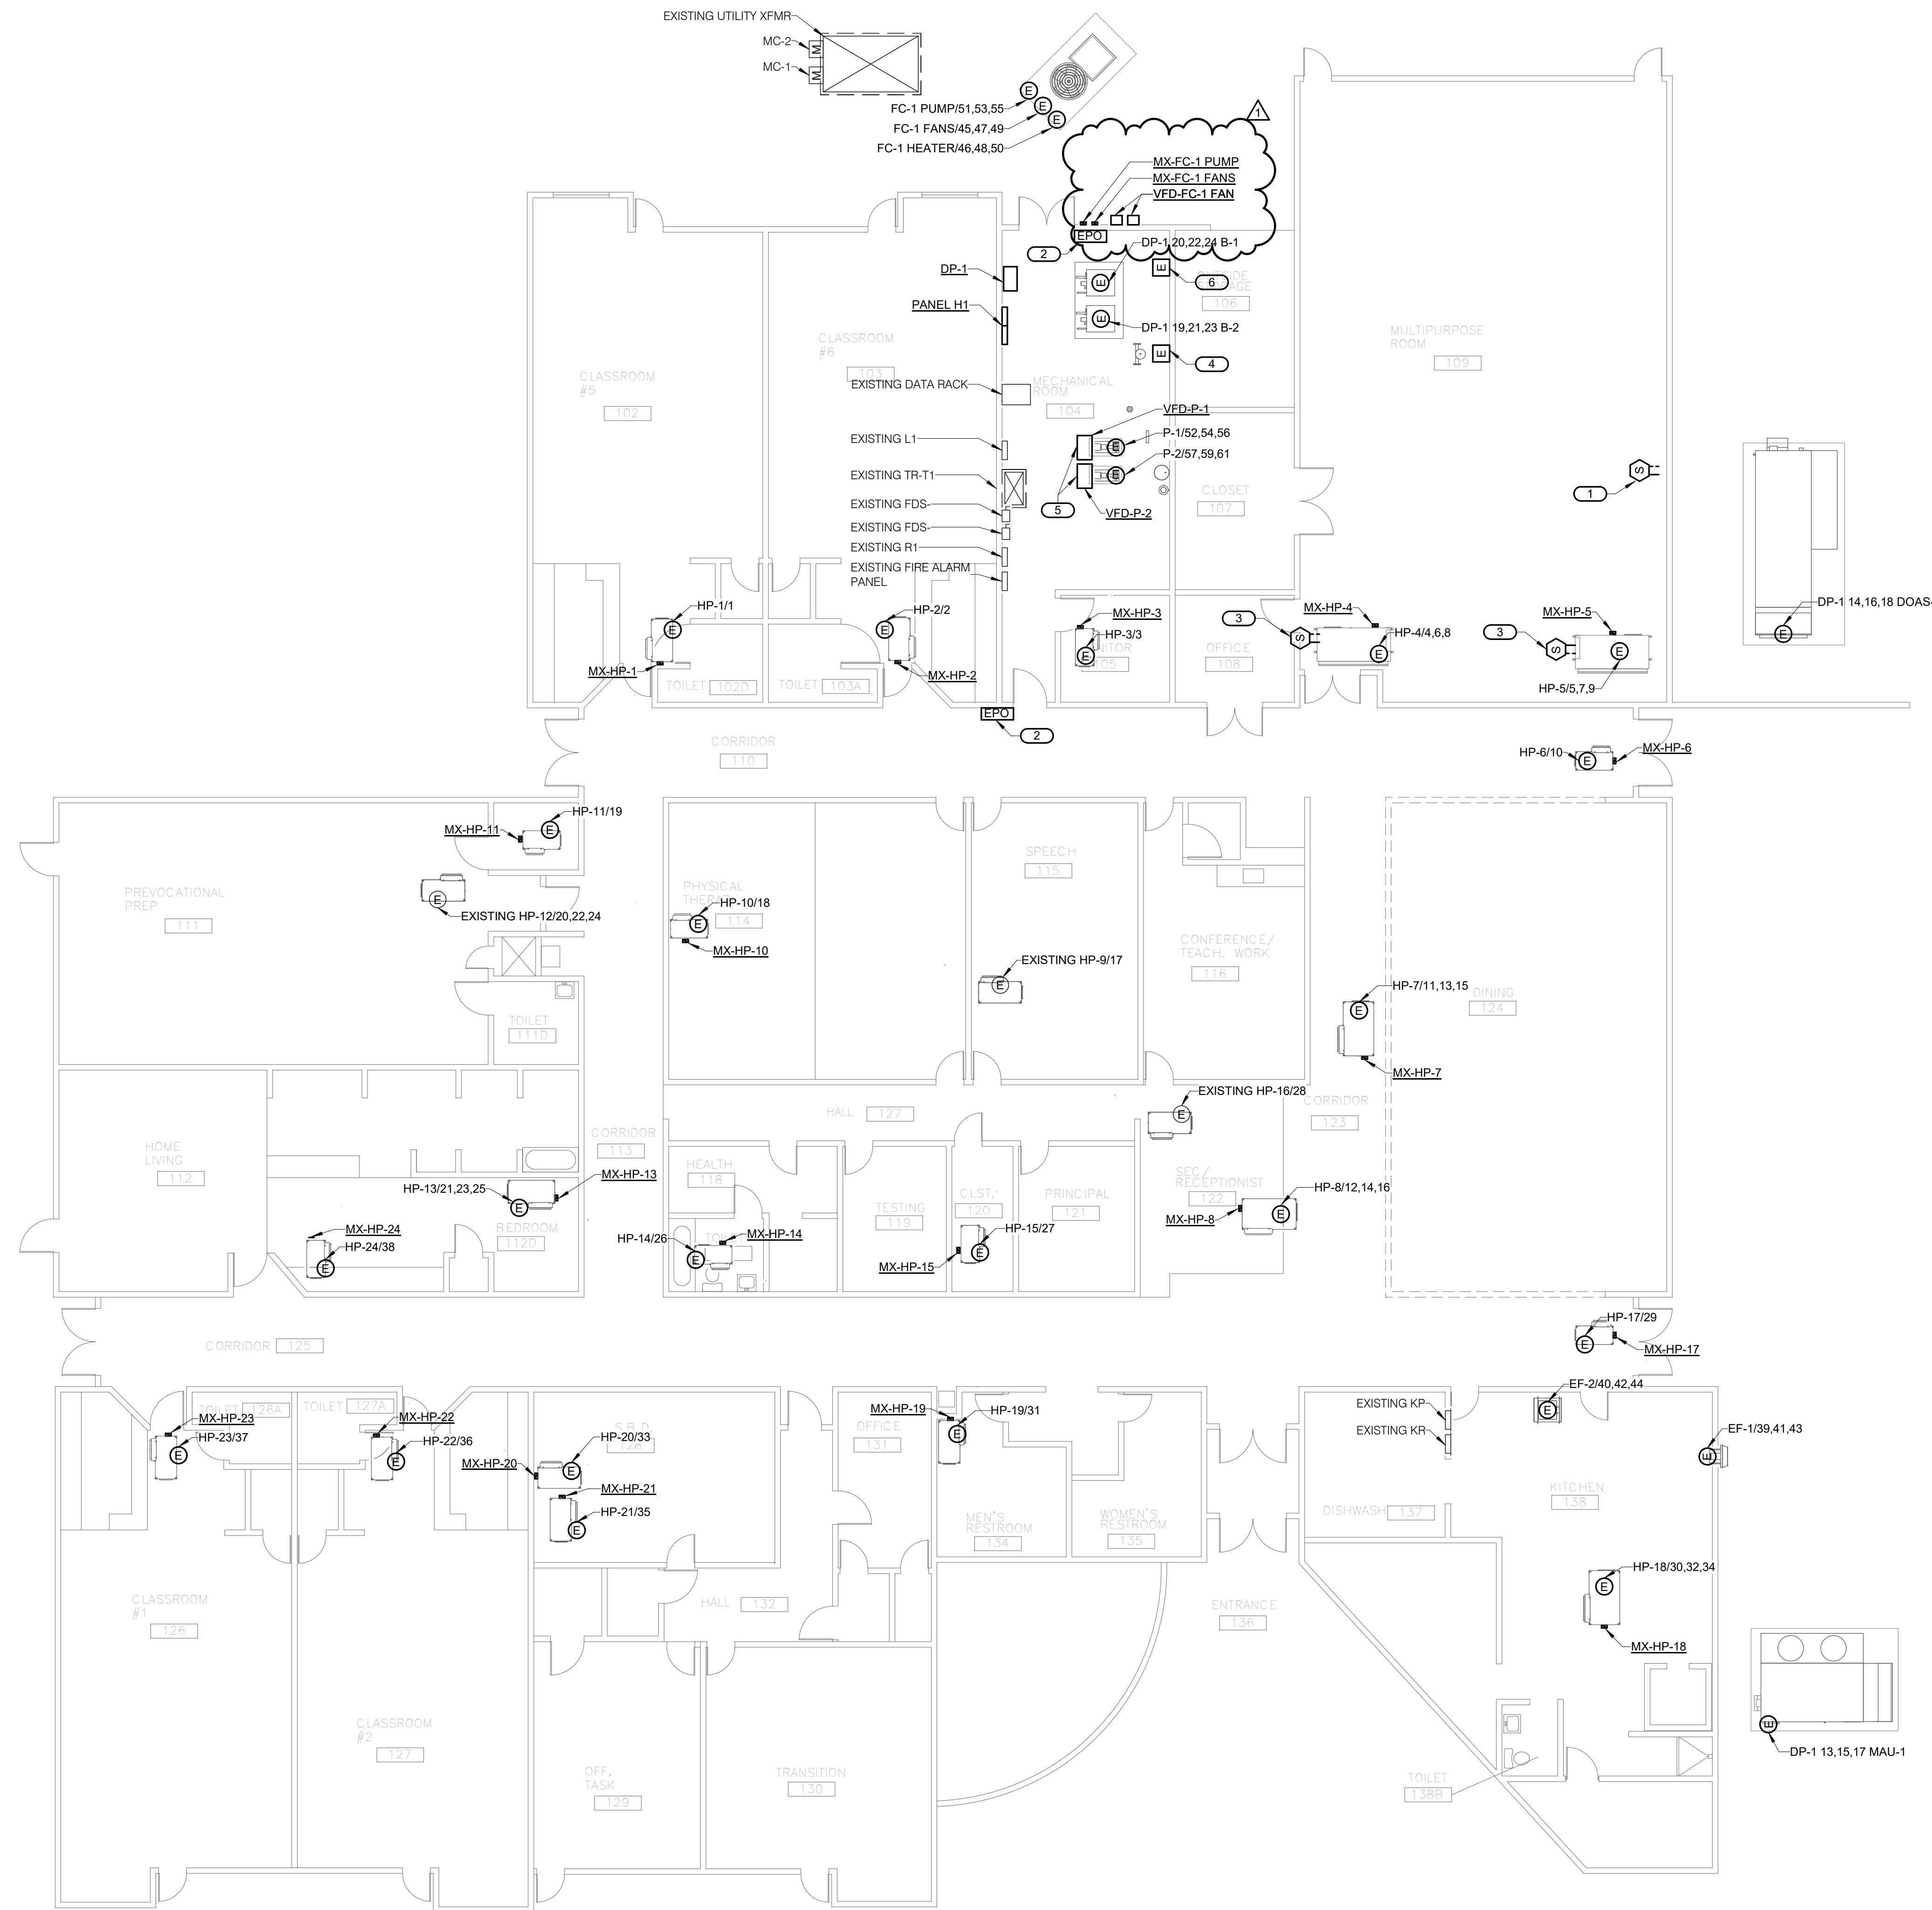 EXISTING UTILITY XFMR
MC-2
M
MC-1
M
E
E
E
FC-1 PUMP/51,53,55
FC-1 FANS/45,47,49
FC-1 HEATER/46,48,50
1
MX-FC-1 PUMP
MX-FC-1 FANS
VFD-FC-1 FAN
EPO
2
DP-1 20,22,24 B-1
E
E
6
OUTSIDE
STORAGE
106
DP-1
PANEL H1
E
DP-1 19,21,23 B-2
E
4
MULTIPURPOSE
ROOM
109
CLASSROOM
#5
102
CLASSROOM
#6
103
EXISTING DATA RACK
MECHANICAL
ROOM
104
VFD-P-1
P-1/52,54,56
E
P-2/57,59,61
E
5
VFD-P-2
CLOSET
107
S
1
EXISTING L1
EXISTING TR-T1
EXISTING FDS-
EXISTING FDS-
EXISTING R1
EXISTING FIRE ALARM
PANEL
DP-1 14,16,18 DOAS-
E
HP-1/1
E
MX-HP-1
TOILET 102D
HP-2/2
E
MX-HP-2
TOILET 103A
MX-HP-3
HP-3/3
E
105
OFFICE
108
3
S
MX-HP-4
HP-4/4,6,8
E
3
S
MX-HP-5
E
HP-5/5,7,9
EPO
2
CORRIDOR
110
HP-6/10
E
MX-HP-6
HP-11/19
MX-HP-11
E
PREVOCATIONAL
PREP
111
E
EXISTING HP-12/20,22,24
PHYSICAL
114
HP-10/18
E
MX-HP-10
SPEECH
115
EXISTING HP-9/17
E
CONFERENCE/
TEACH. WORK
116
HP-7/11,13,15
E
MX-HP-7
DINING
124
TOILET
111D
EXISTING HP-16/28
E
HALL 127
CORRIDOR
123
HOME
LIVING
112
CORRIDOR
113
MX-HP-13
HP-13/21,23,25
E
BEDROOM
112D
MX-HP-24
HP-24/38
E
HEALTH
118
HP-14/26
E
MX-HP-14
TESTING
119
CLST.
120
HP-15/27
E
MX-HP-15
PRINCIPAL
121
SEC/
RECEPTIONIST
122
HP-8/12,14,16
E
MX-HP-8
CORRIDOR 125
HP-17/29
E
MX-HP-17
TOILET 126A
MX-HP-23
HP-23/37
E
TOILET 127A
MX-HP-22
HP-22/36
E
S.B.D.
128
HP-20/33
E
MX-HP-20
MX-HP-21
HP-21/35
E
OFFICE
131
MX-HP-19
HP-19/31
E
MEN'S
RESTROOM
134
WOMEN'S
RESTROOM
135
EXISTING KP
EXISTING KR
EF-2/40,42,44
E
EF-1/39,41,43
E
KITCHEN
138
DISHWASH 137
CLASSROOM
#1
126
HALL 132
ENTRANCE
136
HP-18/30,32,34
E
MX-HP-18
CLASSROOM
#2
127
OFF.
TASK
129
TRANSITION
130
TOILET
138B
E
DP-1 13,15,17 MAU-1